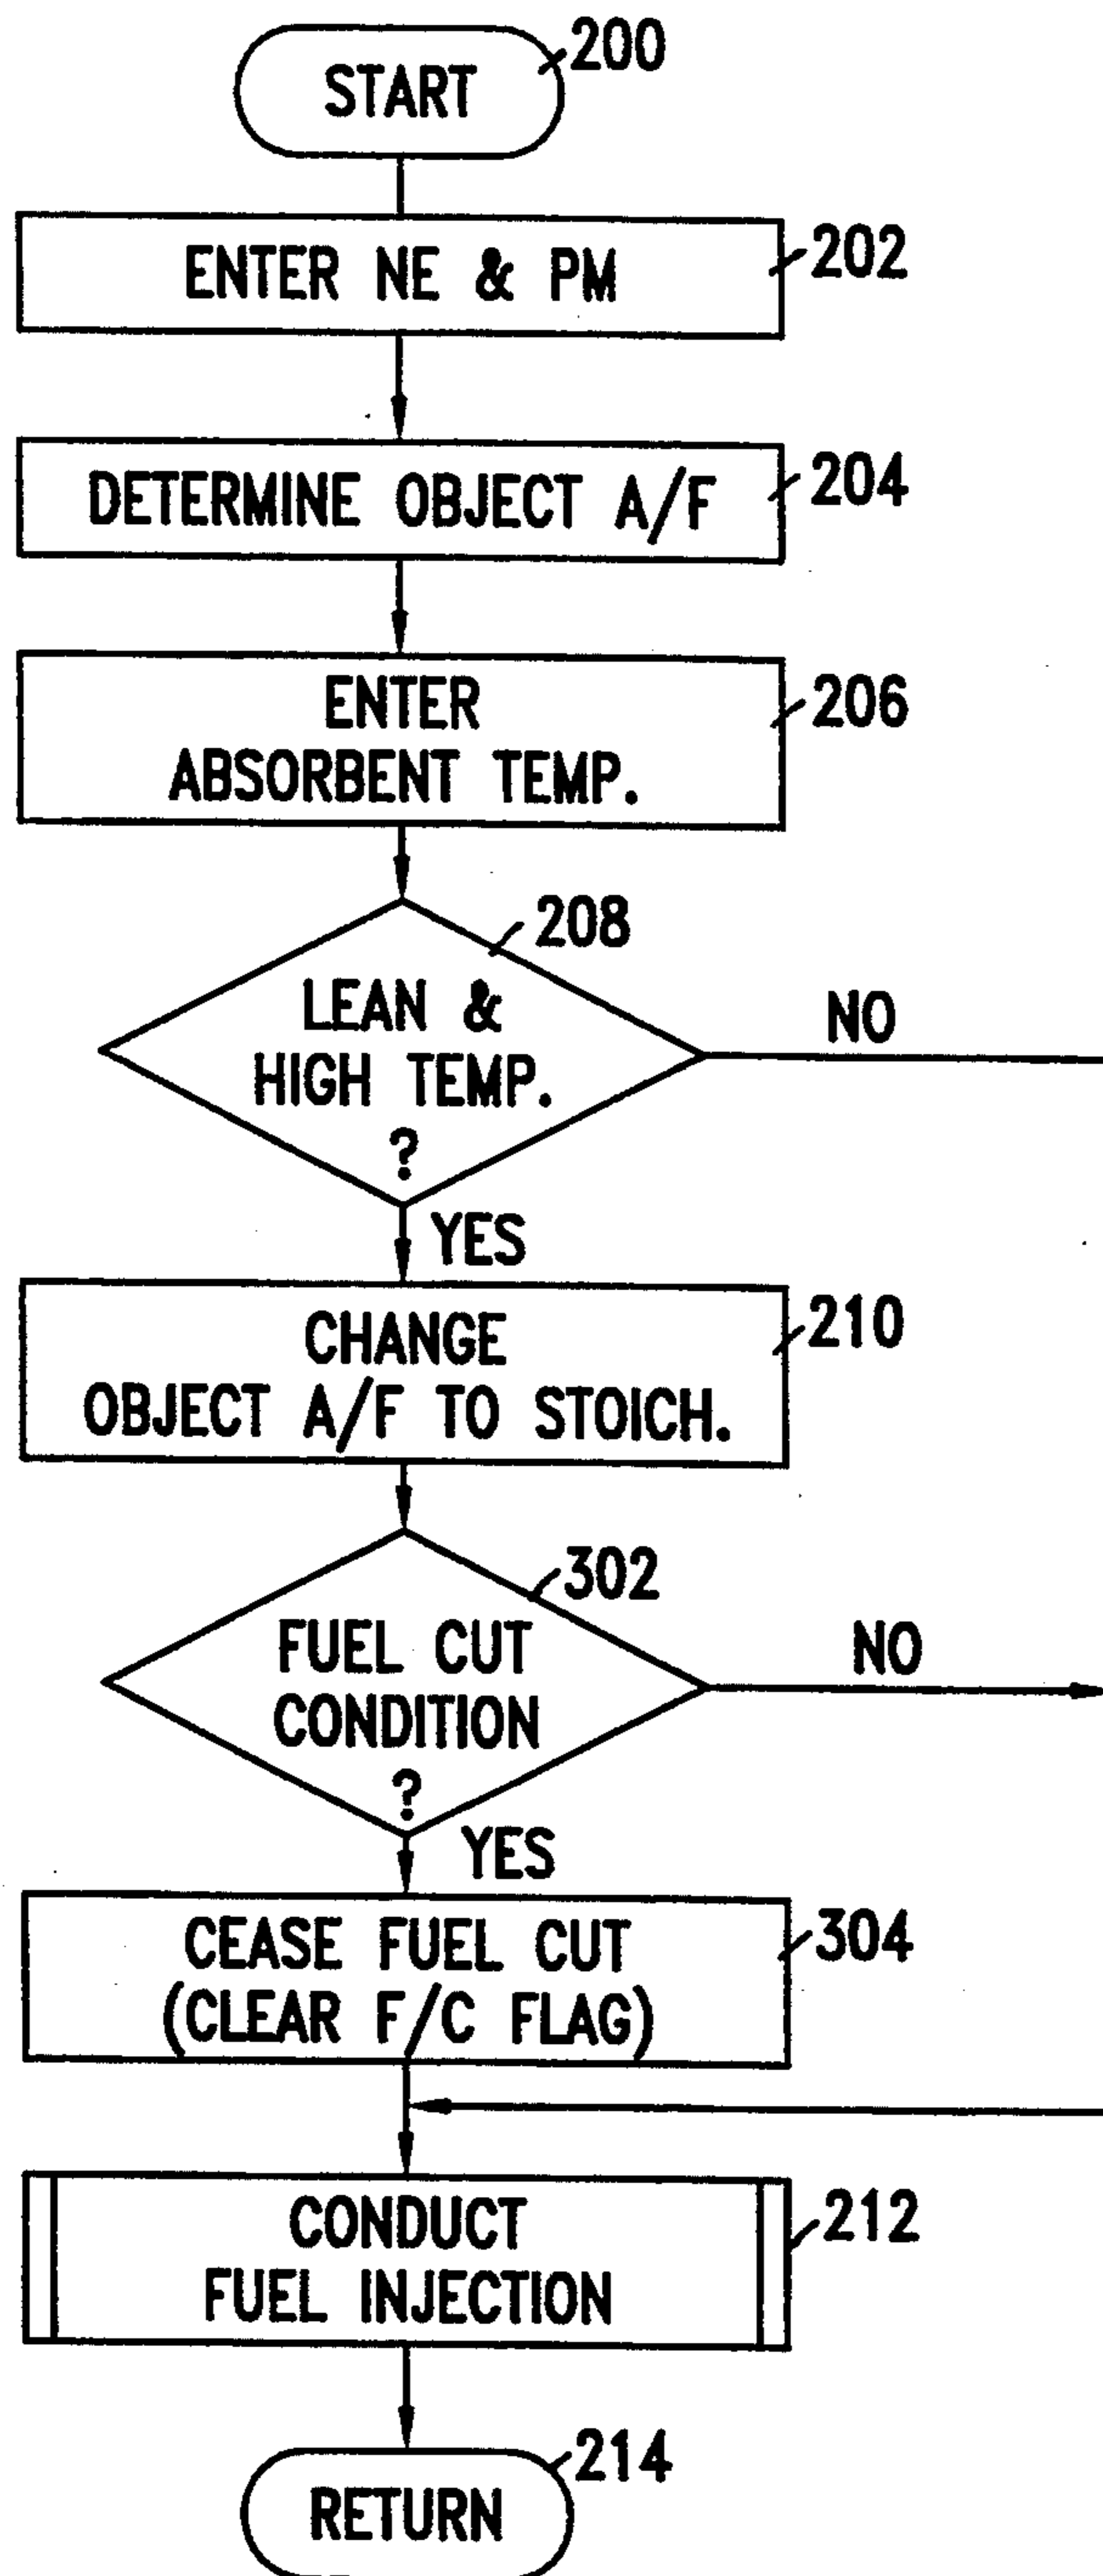 START
200
ENTER NE & PM
202
DETERMINE OBJECT A/F
204
ENTER
ABSORBENT TEMP.
206
208
LEAN &
HIGH TEMP.
?
NO
YES
CHANGE
OBJECT A/F TO STOICH.
210
302
FUEL CUT
CONDITION
?
NO
YES
CEASE FUEL CUT
(CLEAR F/C FLAG)
304
CONDUCT
FUEL INJECTION
212
RETURN
214